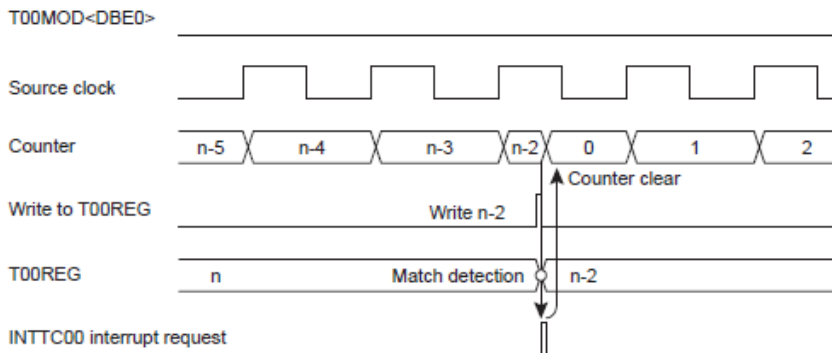 T00MOD<DBE0>
Source clock
Counter n-5 n-4 n-3 n-2 0 1 2
Counter clear
Write to T00REG Write n-2
T00REG n Match detection n-2
INTTC00 interrupt request